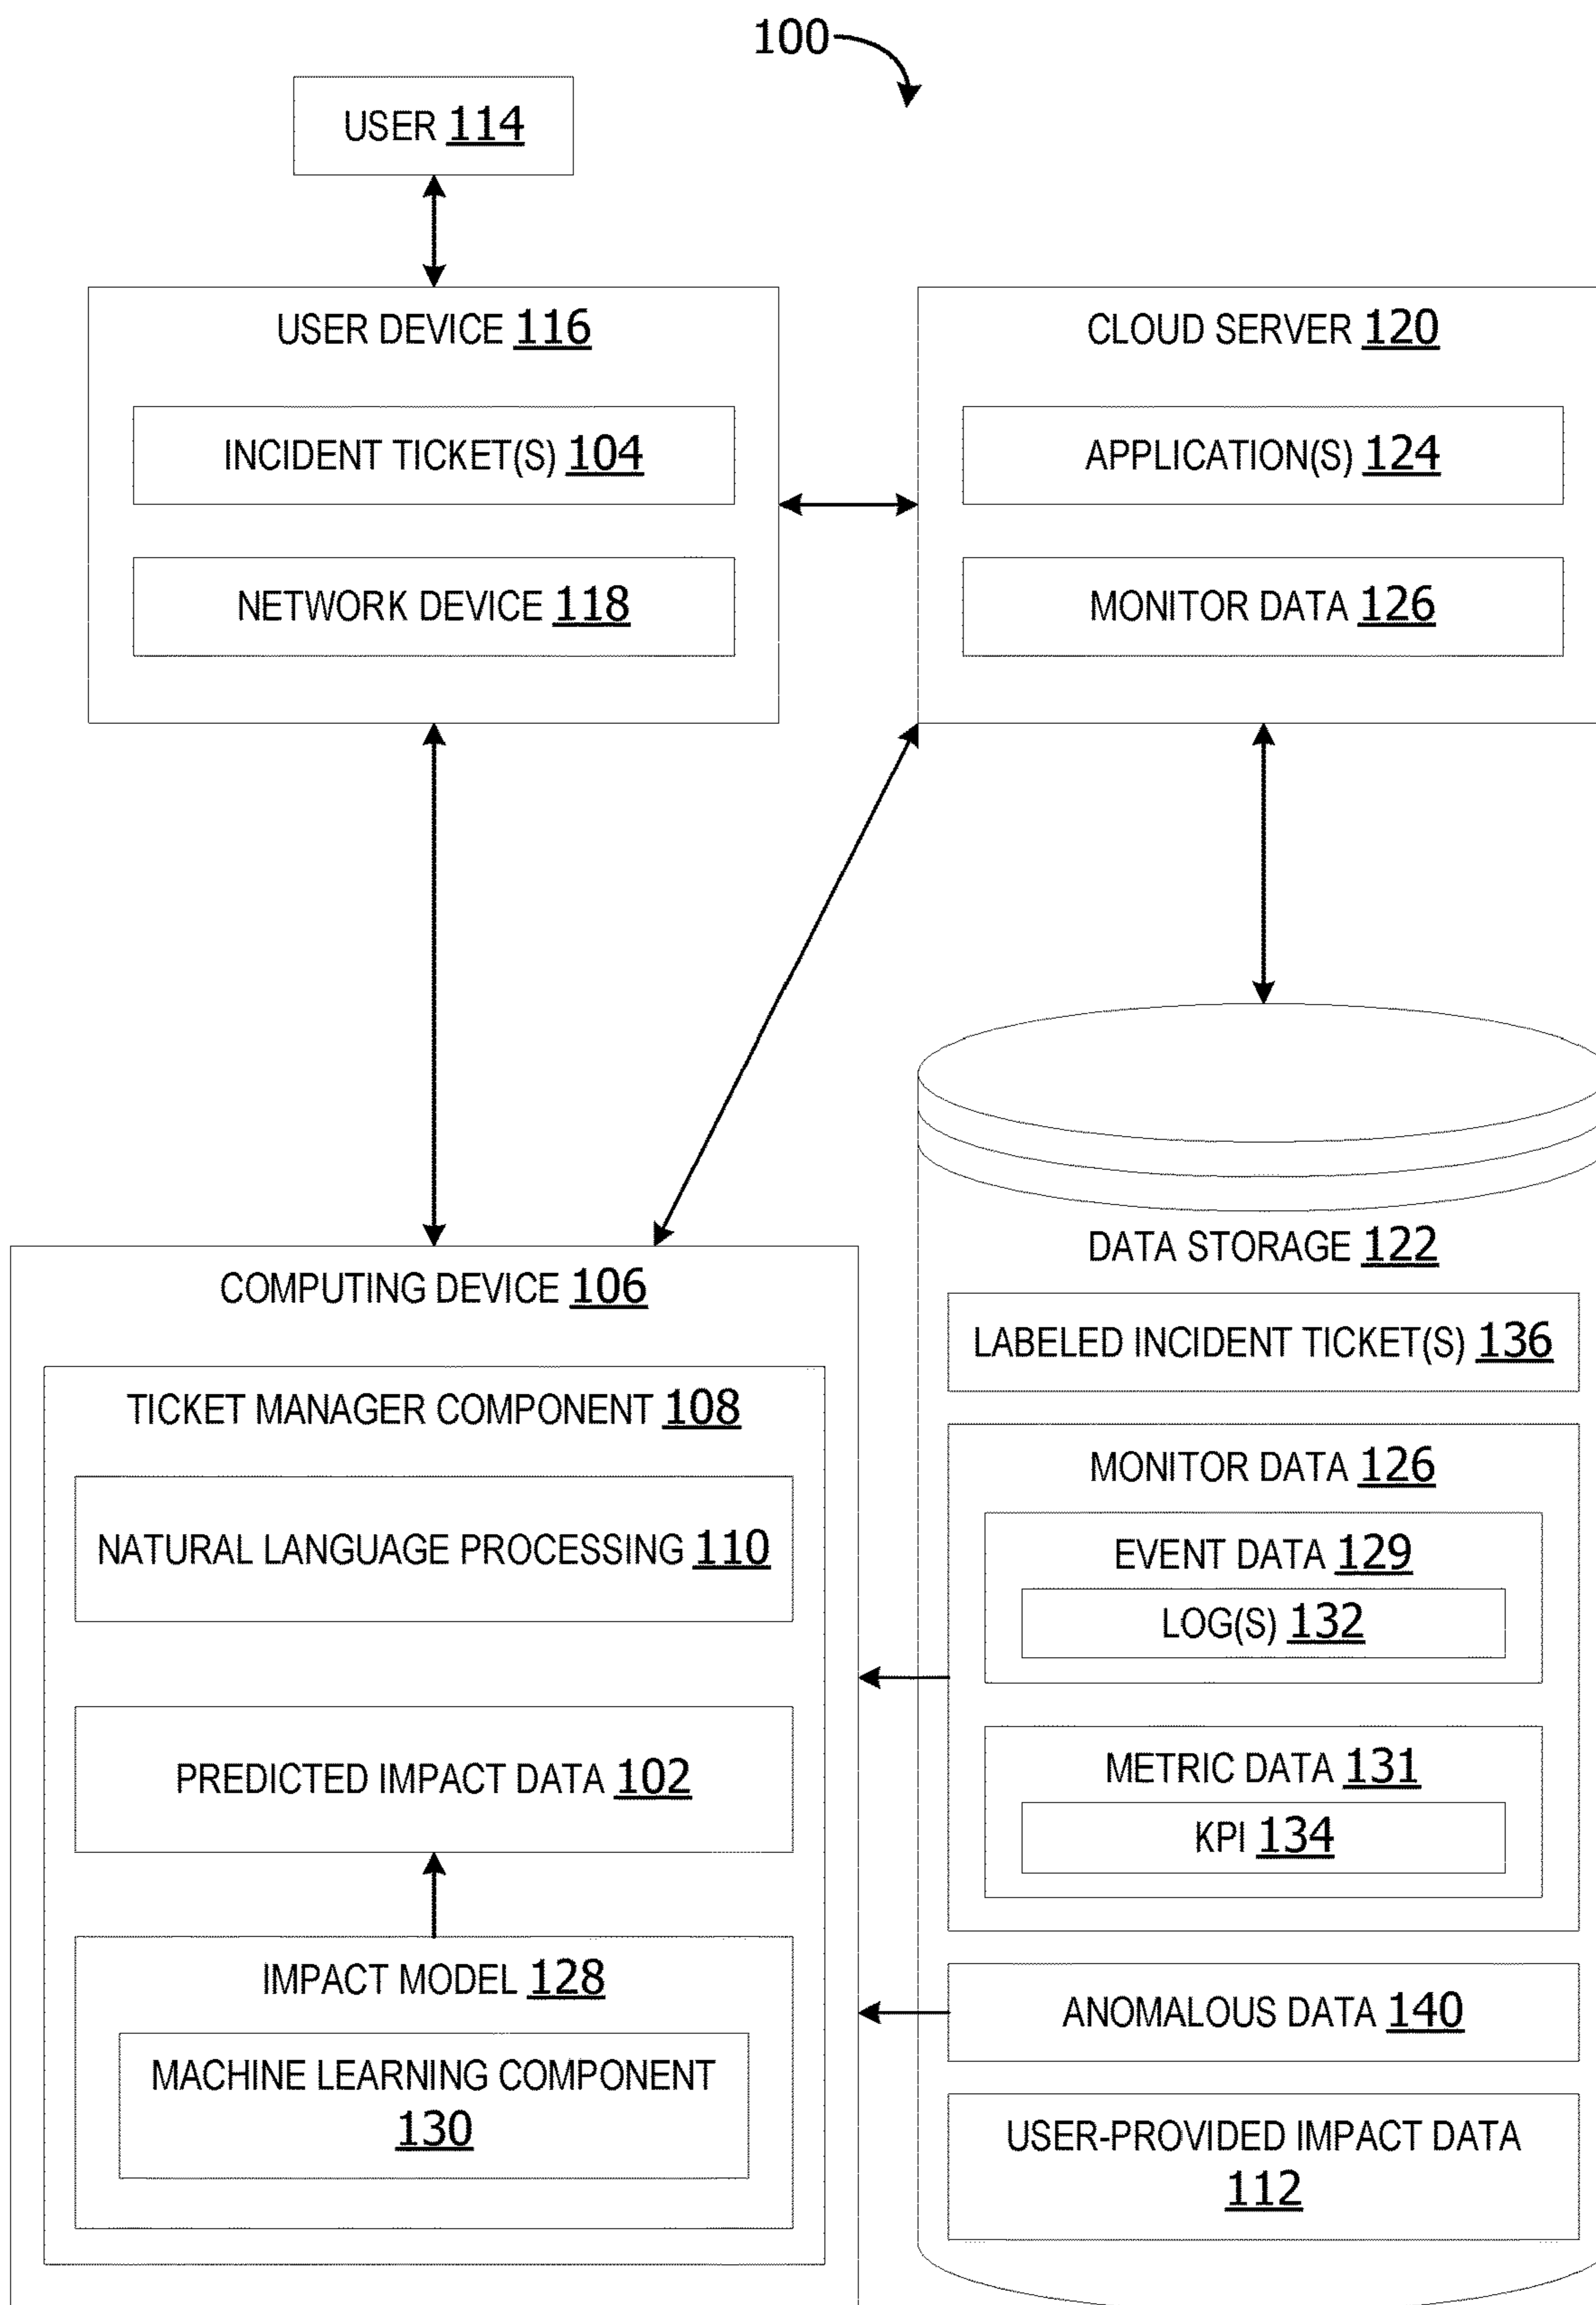 100
USER 114
USER DEVICE 116
INCIDENT TICKET(S) 104
NETWORK DEVICE 118
CLOUD SERVER 120
APPLICATION(S) 124
MONITOR DATA 126
COMPUTING DEVICE 106
TICKET MANAGER COMPONENT 108
NATURAL LANGUAGE PROCESSING 110
PREDICTED IMPACT DATA 102
IMPACT MODEL 128
MACHINE LEARNING COMPONENT
130
DATA STORAGE 122
LABELED INCIDENT TICKET(S) 136
MONITOR DATA 126
EVENT DATA 129
LOG(S) 132
METRIC DATA 131
KPI 134
ANOMALOUS DATA 140
USER-PROVIDED IMPACT DATA
112